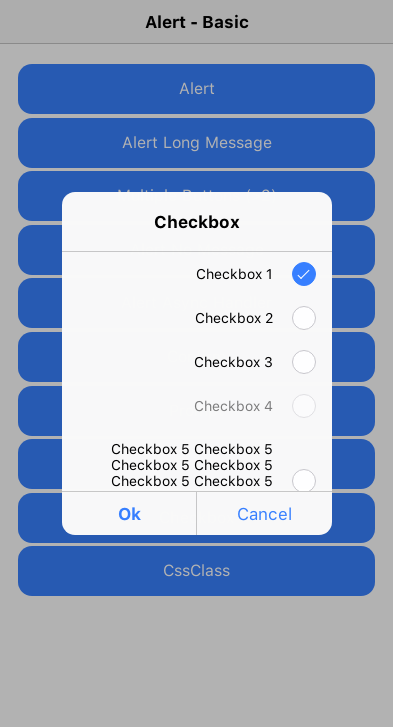 Alert - Basic
Alert
Alert Long Message
Checkbox
Checkbox 1
Checkbox 2
Checkbox 3
Checkbox 4
Checkbox 5 Checkbox 5
Checkbox 5 Checkbox 5
Checkbox 5 Checkbox 5
Ok
Cancel
CssClass